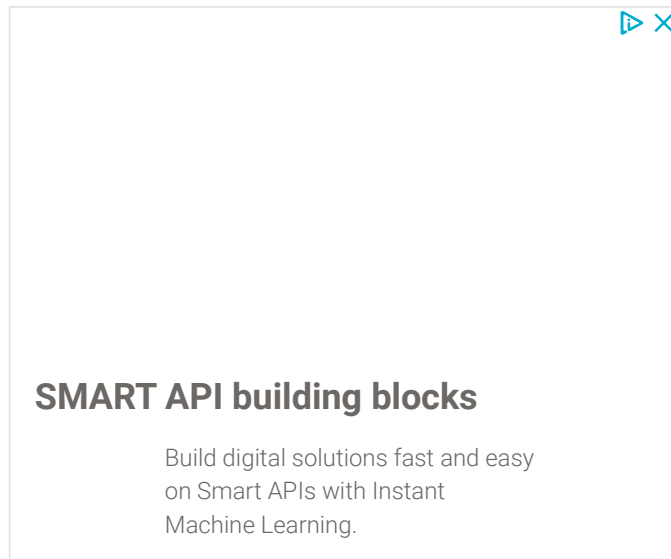 SMART API building blocks
Build digital solutions fast and easy
on Smart APIs with Instant
Machine Learning.